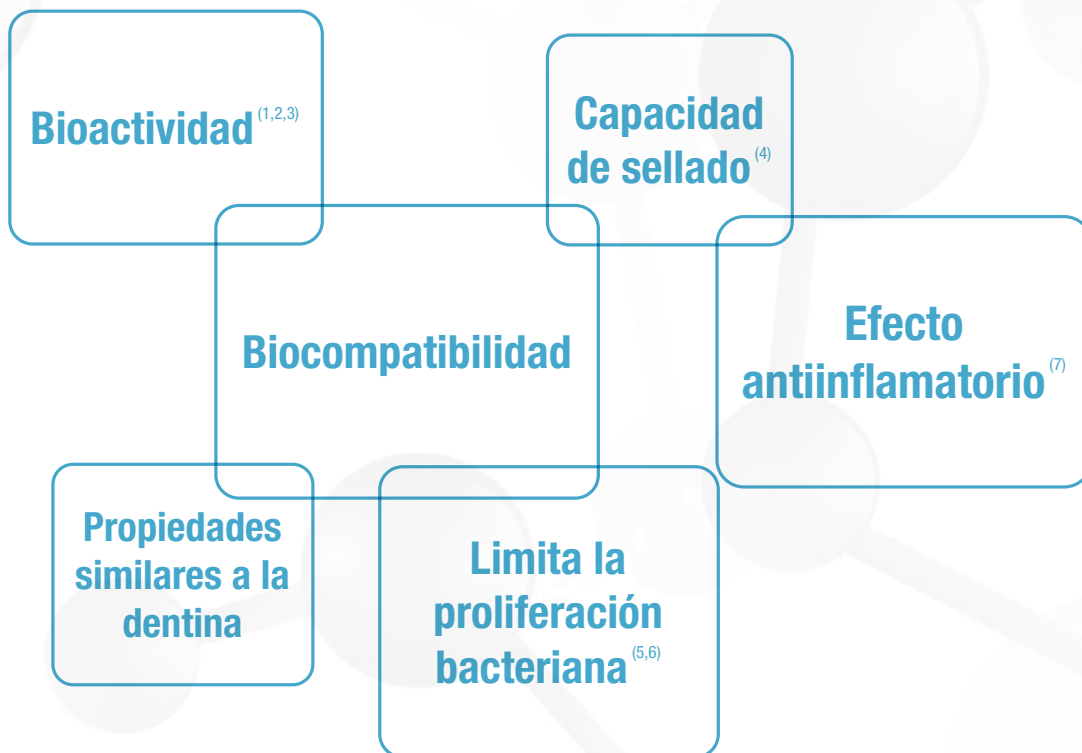 Bioactividad (1,2,3)
Capacidad
de sellado (4)
Biocompatibilidad
Efecto
antiinflamatorio (7)
Propiedades
similares a la
dentina
Limita la
proliferación
bacteriana (5,6)